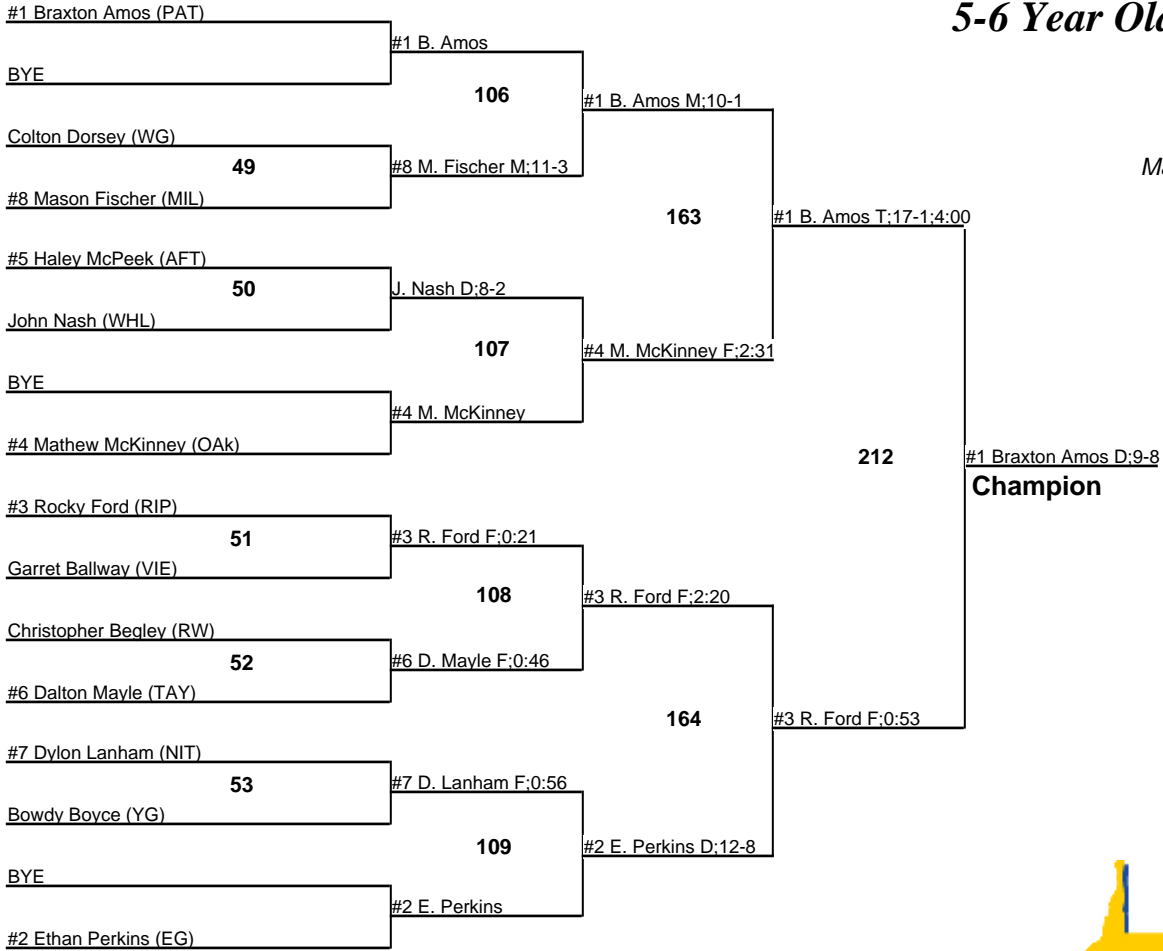 #1 Braxton Amos (PAT)
5-6 Year Old
#1 B. Amos
BYE
106
#1 B. Amos M;10-1
Colton Dorsey (WG)
49
#8 M. Fischer M;11-3
#8 Mason Fischer (MIL)
163
#1 B. Amos T;17-1;4:00
#5 Haley McPeek (AFT)
50
J. Nash D;8-2
John Nash (WHL)
107
#4 M. McKinney F;2:31
BYE
#4 M. McKinney
#4 Mathew McKinney (OAk)
212
#1 Braxton Amos D;9-8
Champion
#3 Rocky Ford (RIP)
51
#3 R. Ford F;0:21
Garret Ballway (VIE)
108
#3 R. Ford F;2:20
Christopher Begley (RW)
52
#6 D. Mayle F;0:46
#6 Dalton Mayle (TAY)
164
#3 R. Ford F;0:53
#7 Dylon Lanham (NIT)
53
#7 D. Lanham F;0:56
Bowdy Boyce (YG)
109
#2 E. Perkins D;12-8
BYE
#2 E. Perkins
#2 Ethan Perkins (EG)